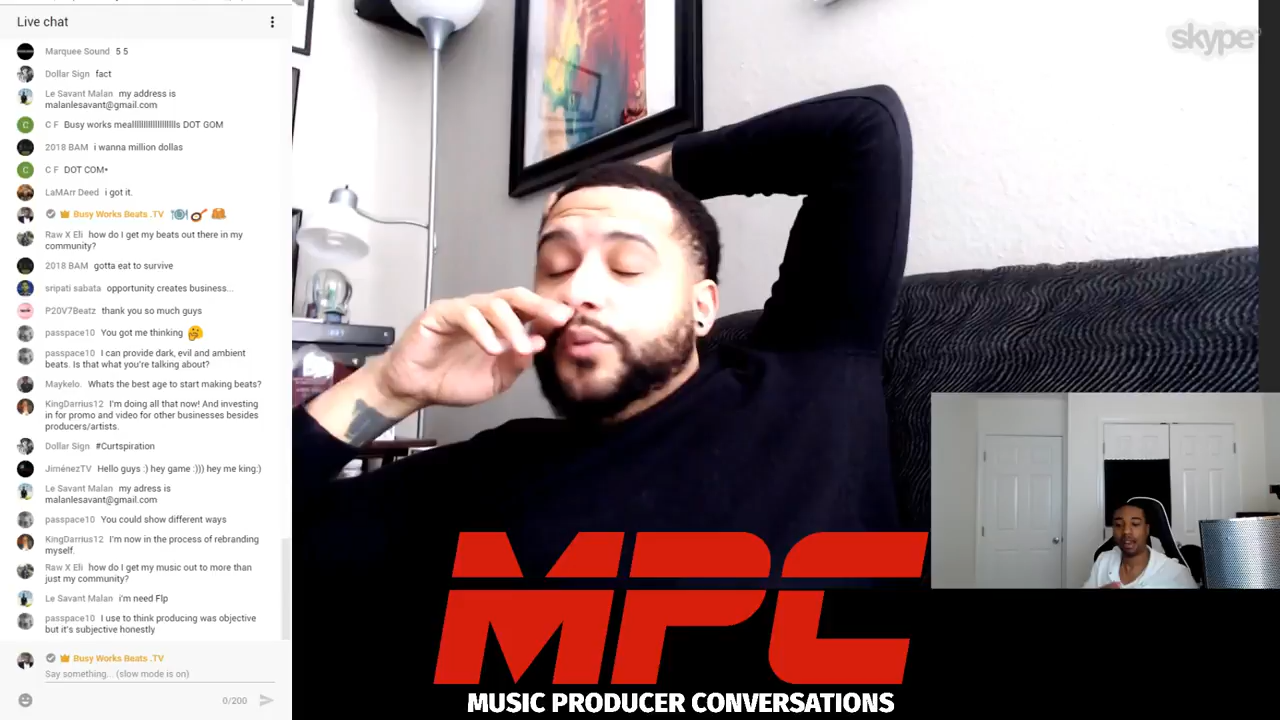 Live chat
Marquee Sound 5 5
Dollar Sign fact
Le Savant Malan my address is
malanlesavant@gmail.com
C F Busy works meallllllllllllllllllls DOT GOM
2018 BAM i wanna million dollas
C F DOT COM*
LaMArr Deed i got it.
Busy Works Beats .TV
Raw X Eli how do I get my beats out there in my
community?
2018 BAM gotta eat to survive
sripati sabata opportunity creates business...
P20V7Beatz thank you so much guys
passpace10 You got me thinking
passpace10 I can provide dark, evil and ambient
beats. Is that what you're talking about?
Maykelo. Whats the best age to start making beats?
KingDarrius12 I'm doing all that now! And investing
in for promo and video for other businesses besides
producers/artists.
Dollar Sign #Curtspiration
JiménezTV Hello guys :) hey game :))) hey me king:)
Le Savant Malan my adress is
malanlesavant@gmail.com
passpace10 You could show different ways
KingDarrius12 I'm now in the process of rebranding
myself.
Raw X Eli how do I get my music out to more than
just my community?
Le Savant Malan i'm need Flp
passpace10 I use to think producing was objective
but it's subjective honestly
Busy Works Beats .TV
Say something... (slow mode is on)
0/200
skype
MPC
MUSIC PRODUCER CONVERSATIONS